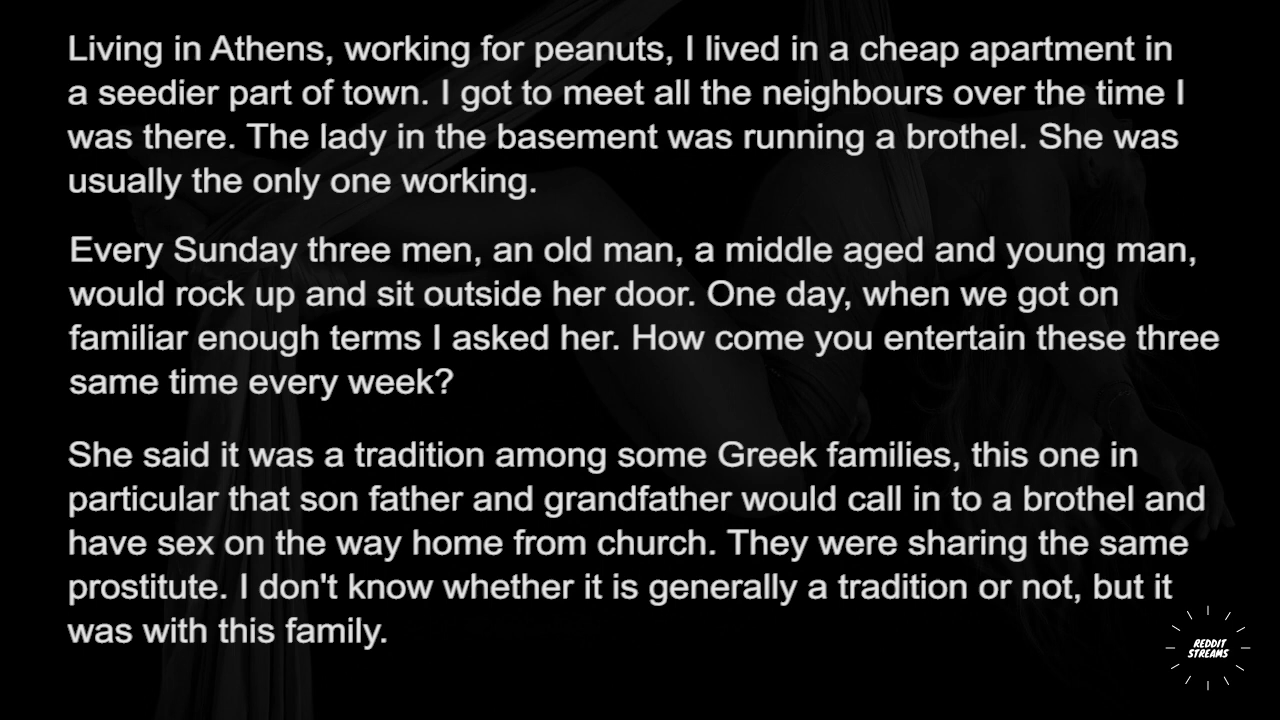 Living in Athens, working for peanuts, I lived in a cheap apartment in
a seedier part of town. I got to meet all the neighbours over the time I
was there. The lady in the basement was running a brothel. She was
usually the only one working.
Every Sunday three men, an old man, a middle aged and young man,
would rock up and sit outside her door. One day, when we got on
familiar enough terms I asked her. How come you entertain these three
same time every week?
She said it was a tradition among some Greek families, this one in
particular that son father and grandfather would call in to a brothel and
have sex on the way home from church. They were sharing the same
prostitute. I don't know whether it is generally a tradition or not, but it
was with this family.
REDDIT
STREAMS